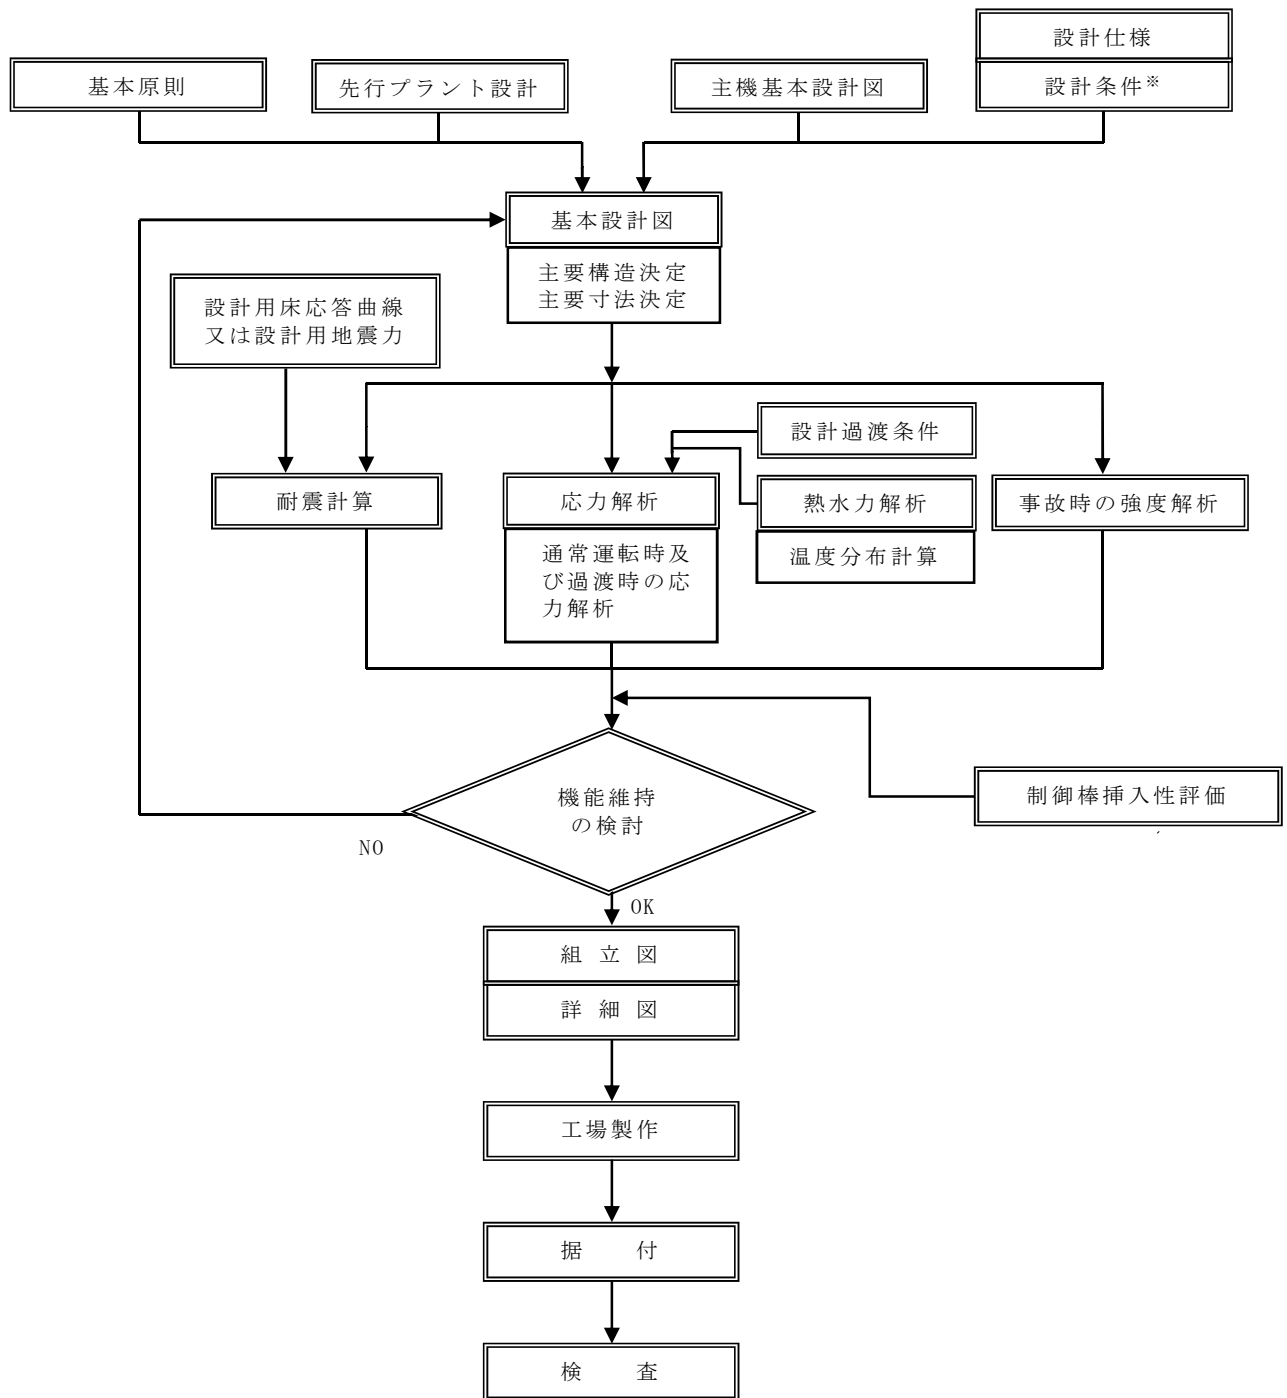 設計仕様
基本原則
先行プラント設計
主機基本設計図
設計条件※
基本設計図
主要構造決定
主要寸法決定
設計用床応答曲線
又は設計用地震力
設計過渡条件
耐震計算
応力解析
熱水力解析
事故時の強度解析
通常運転時及
び過渡時の応
力解析
温度分布計算
機能維持
の検討
制御棒挿入性評価
NO
OK
組 立 図
詳 細 図
工場製作
据 付
検 査